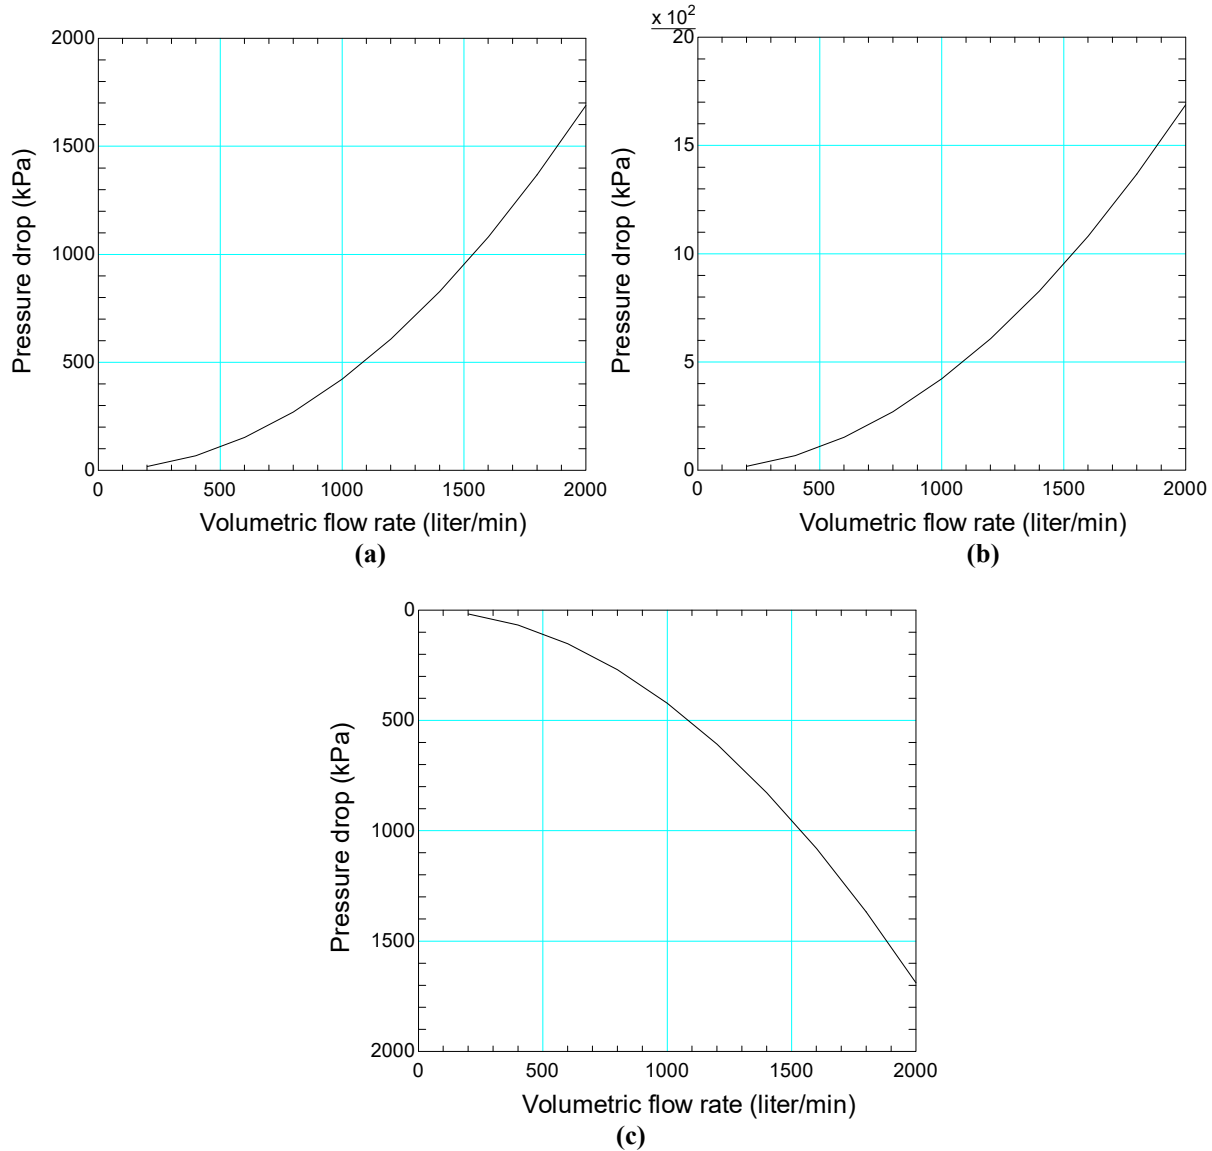 2000
1500
1000
500
0
Pressure drop (kPa)
0 500 1000 1500 2000
Volumetric flow rate (liter/min)
(a)
x 10²
20
15
10
5
0
Pressure drop (kPa)
0 500 1000 1500 2000
Volumetric flow rate (liter/min)
(b)
0
500
1000
1500
2000
Pressure drop (kPa)
0 500 1000 1500 2000
Volumetric flow rate (liter/min)
(c)